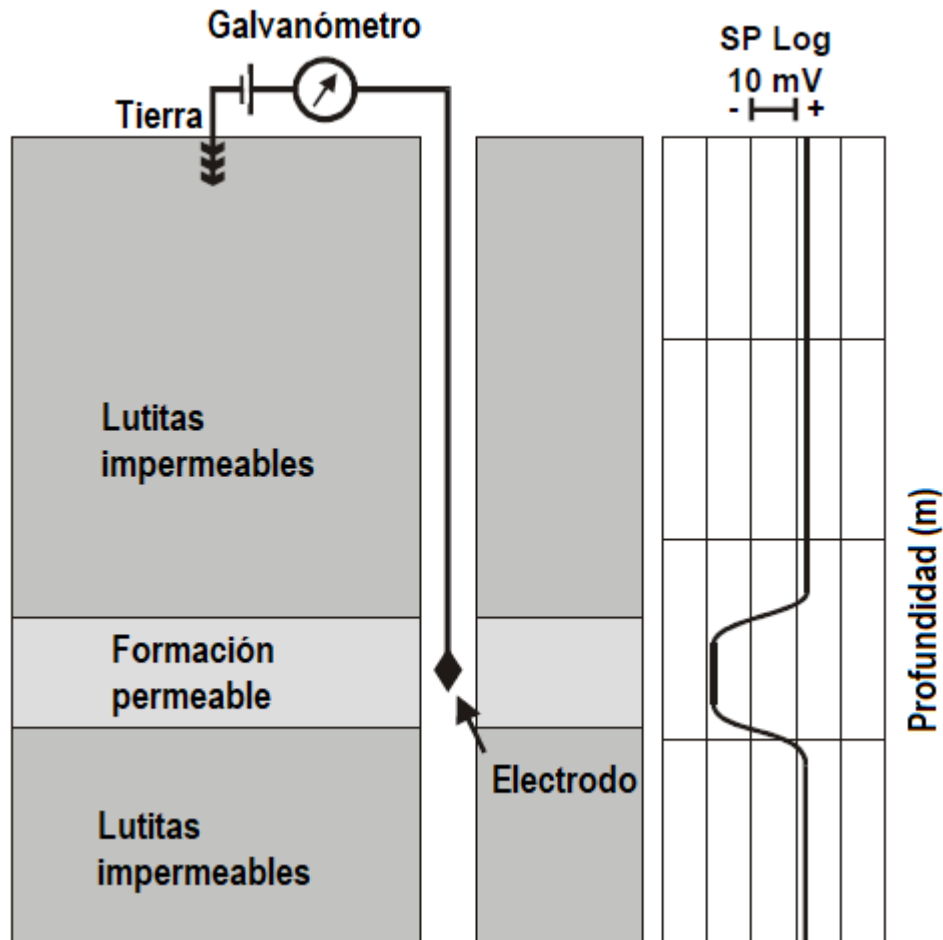 Galvanómetro
SP Log
10 mV
- +
Tierra
Lutitas
impermeables
Formación
permeable
Electrodo
Lutitas
impermeables
Profundidad (m)